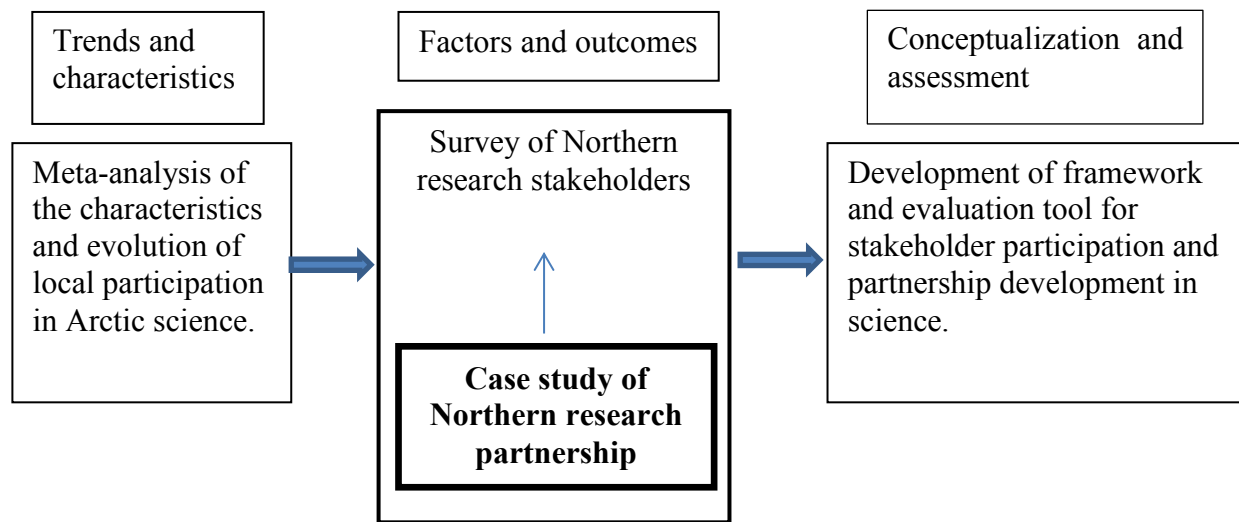 Trends and
characteristics
Factors and outcomes
Conceptualization and
assessment
Meta-analysis of
the characteristics
and evolution of
local participation
in Arctic science.
Survey of Northern
research stakeholders
Case study of
Northern research
partnership
Development of framework
and evaluation tool for
stakeholder participation and
partnership development in
science.